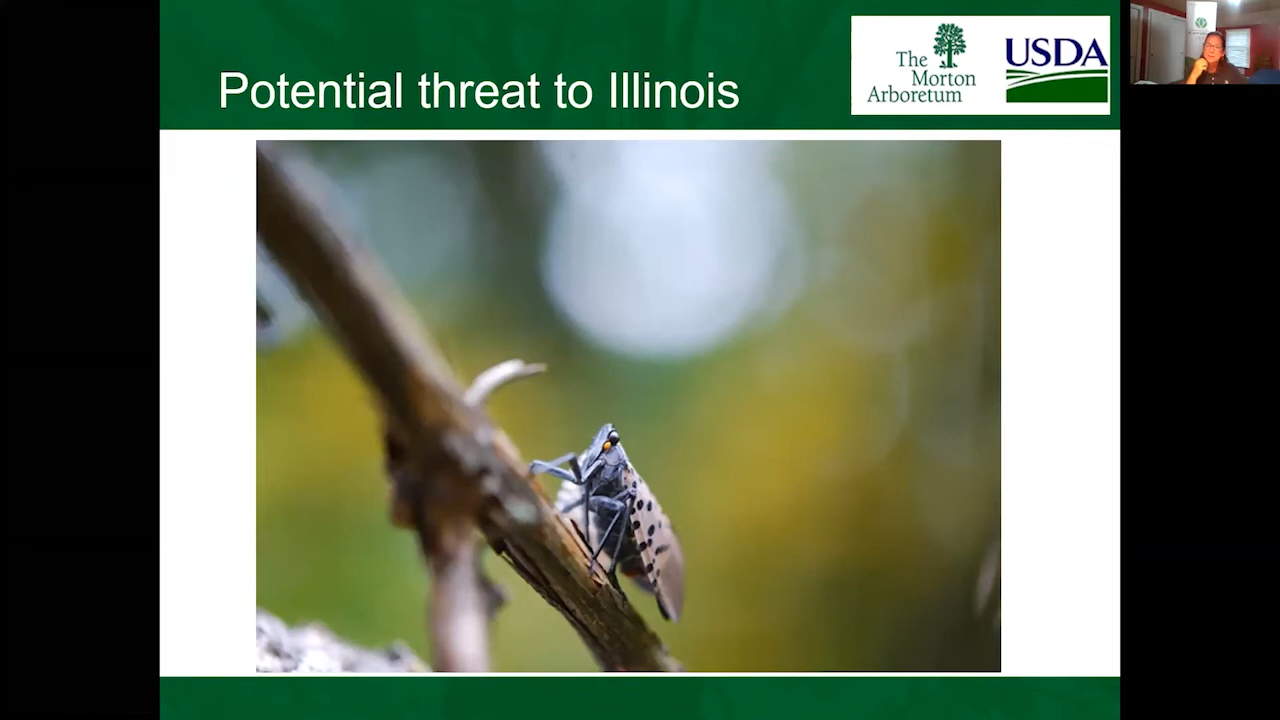 Potential threat to Illinois
The
Morton
Arboretum
USDA